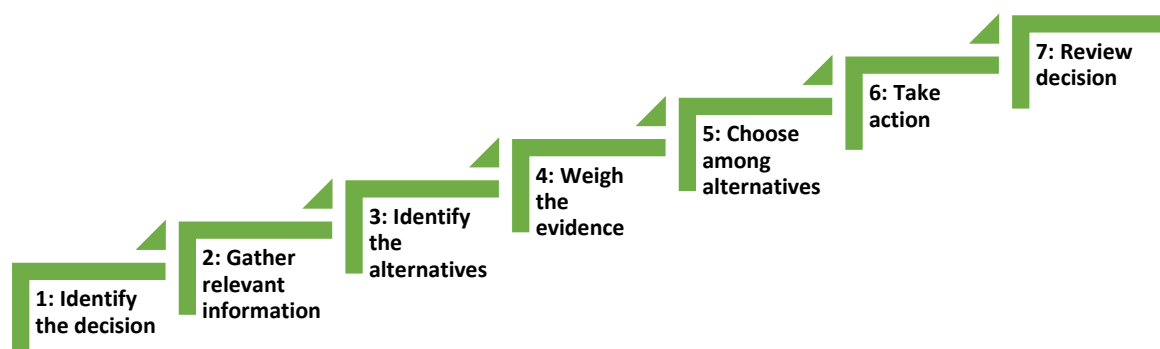 1: Identify
the decision
2: Gather
relevant
information
3: Identify
the
alternatives
4: Weigh
the
evidence
5: Choose
among
alternatives
6: Take
action
7: Review
decision